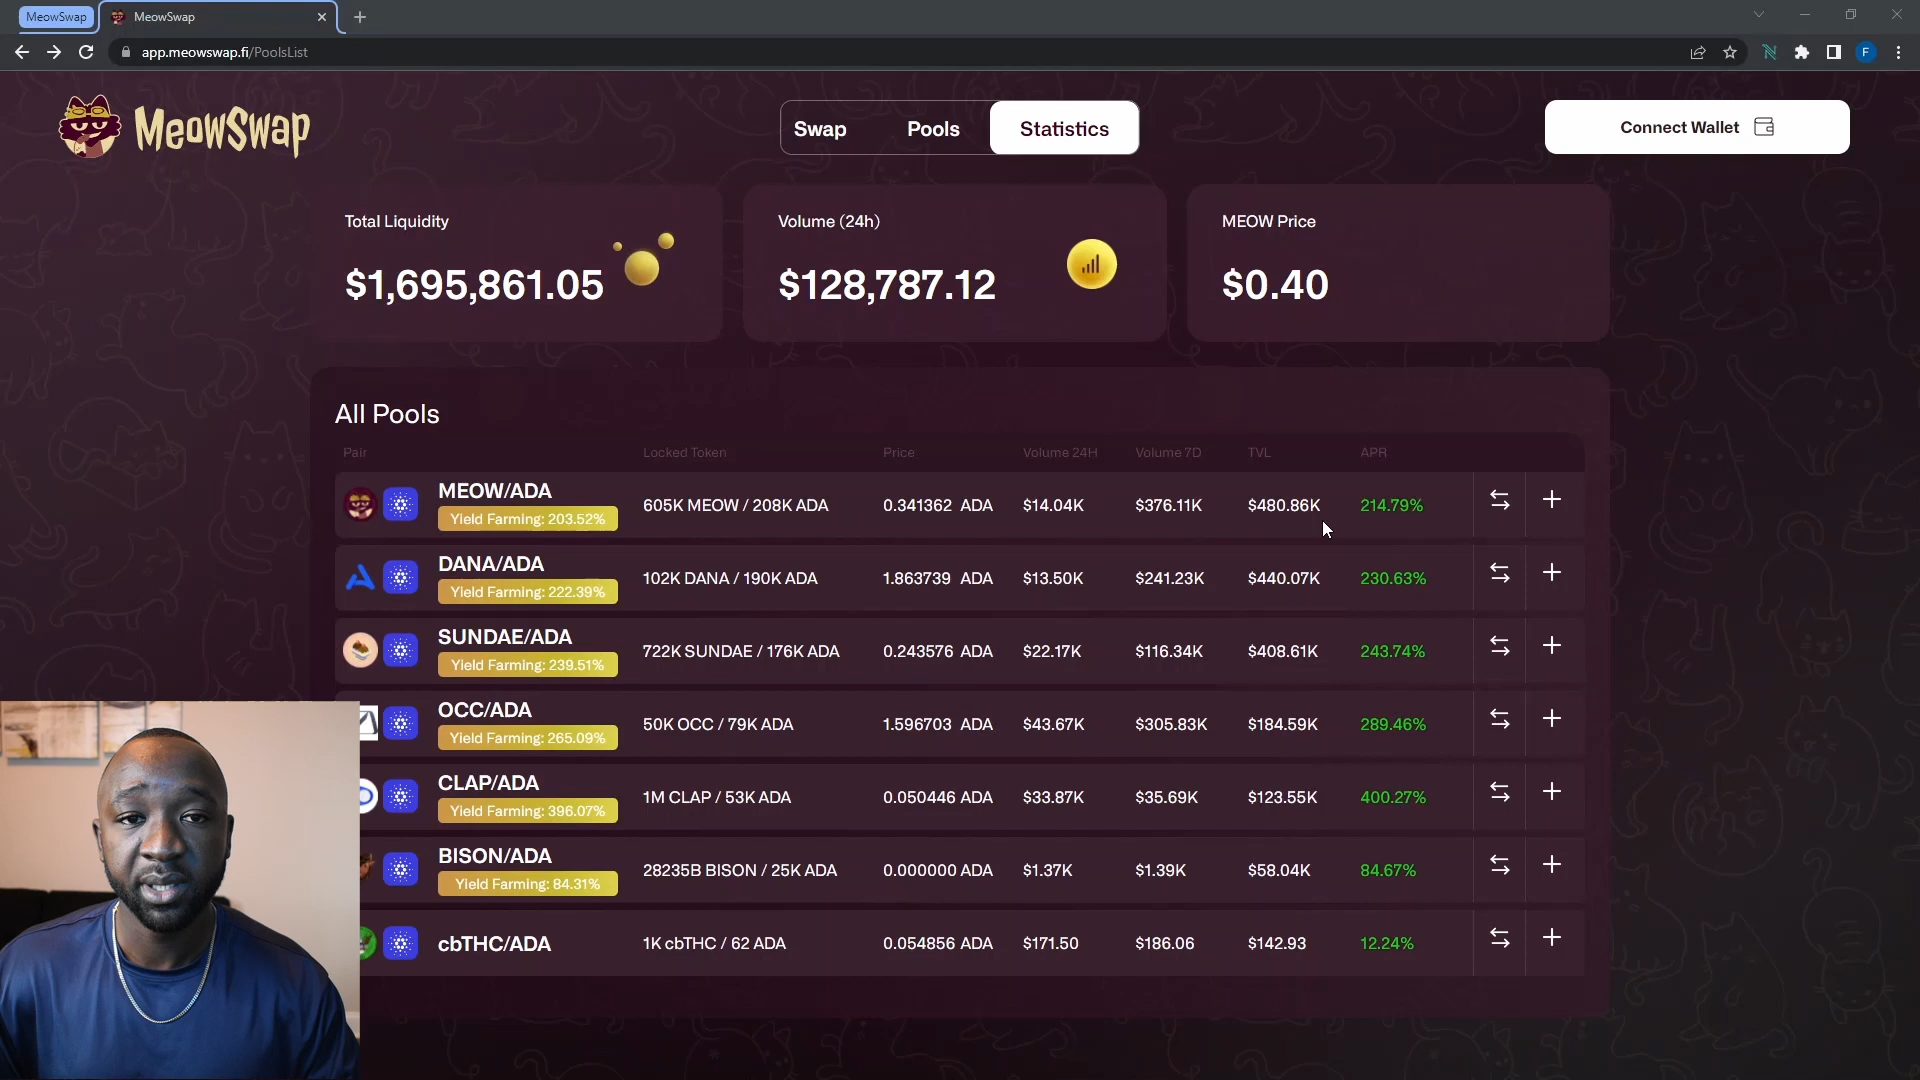 MeowSwap
MeowSwap
app.meowswap.fi/PoolsList
F
MeowSwap
Swap
Pools
Statistics
Connect Wallet
Total Liquidity
$1,695,861.05
Volume (24h)
$128,787.12
MEOW Price
$0.40
All Pools
Pair Locked Token Price Volume 24H Volume 7D TVL APR
MEOW/ADA
Yield Farming: 203.52%
605K MEOW / 208K ADA 0.341362 ADA $14.04K $376.11K $480.86K 214.79%
DANA/ADA
Yield Farming: 222.39%
102K DANA / 190K ADA 1.863739 ADA $13.50K $241.23K $440.07K 230.63%
SUNDAE/ADA
Yield Farming: 239.51%
722K SUNDAE / 176K ADA 0.243576 ADA $22.17K $116.34K $408.61K 243.74%
OCC/ADA
Yield Farming: 265.09%
50K OCC / 79K ADA 1.596703 ADA $43.67K $305.83K $184.59K 289.46%
CLAP/ADA
Yield Farming: 396.07%
1M CLAP / 53K ADA 0.050446 ADA $33.87K $35.69K $123.55K 400.27%
BISON/ADA
Yield Farming: 84.31%
28235B BISON / 25K ADA 0.000000 ADA $1.37K $1.39K $58.04K 84.67%
cbTHC/ADA
1K cbTHC / 62 ADA 0.054856 ADA $171.50 $186.06 $142.93 12.24%